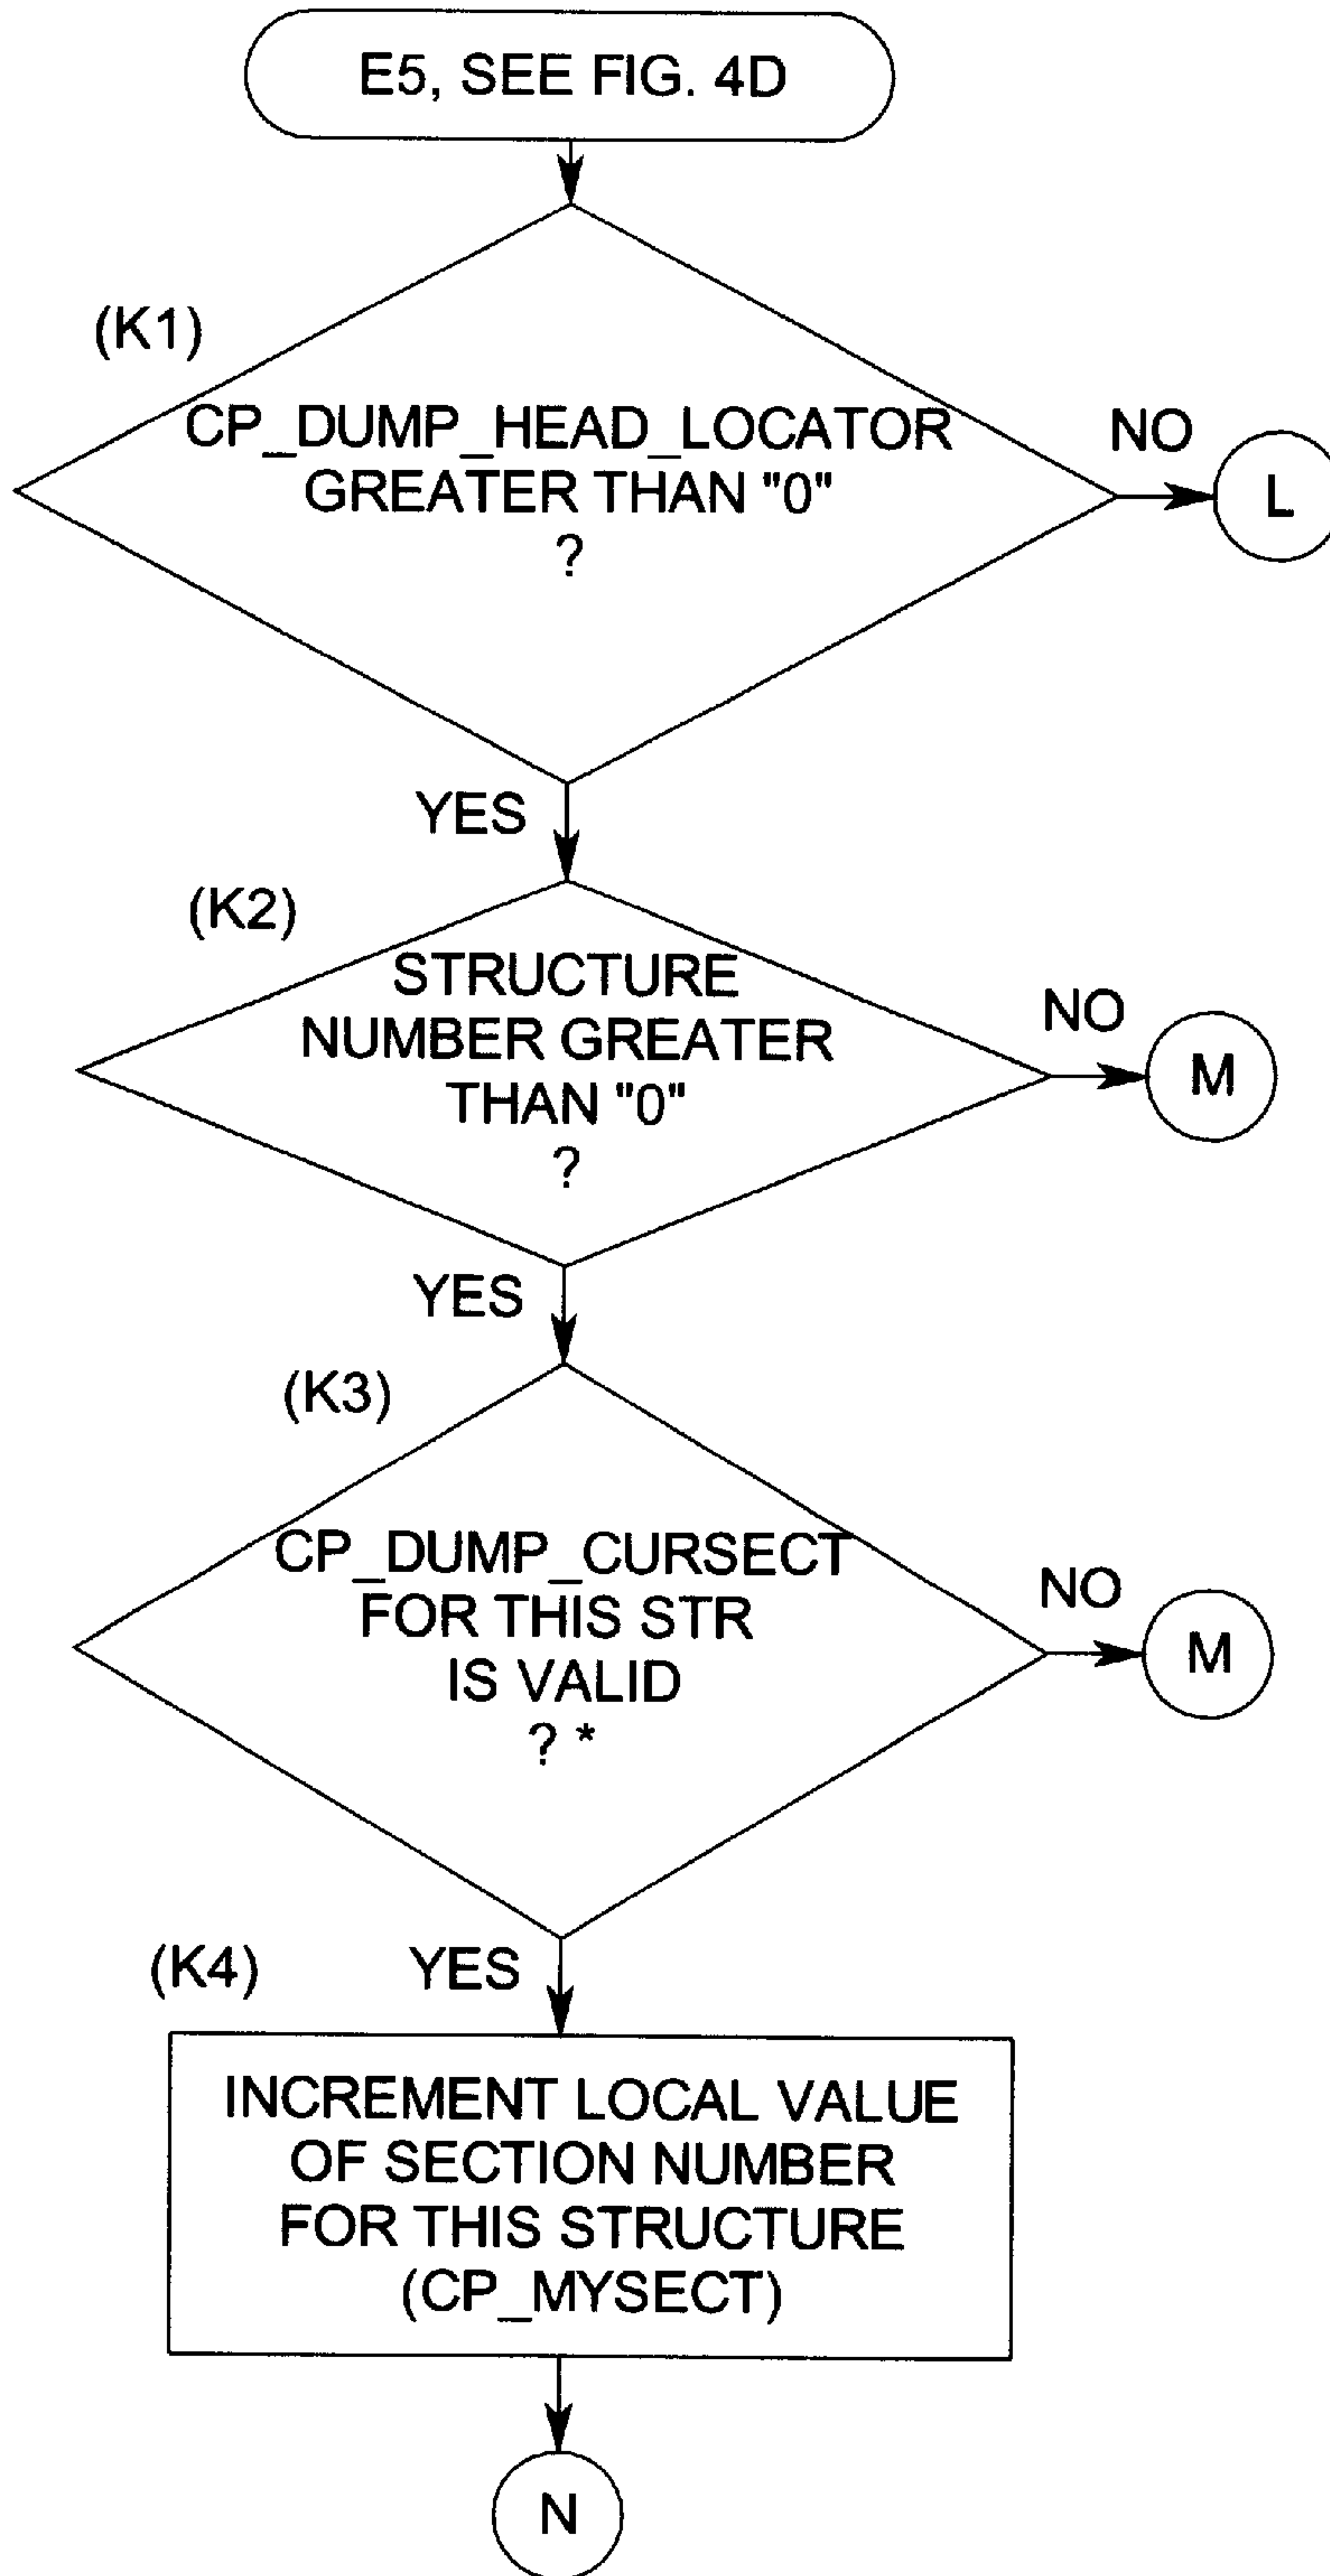 E5, SEE FIG. 4D
(K1)
CP_DUMP_HEAD_LOCATOR
GREATER THAN "0"
?
NO
L
YES
(K2)
STRUCTURE
NUMBER GREATER
THAN "0"
?
NO
M
YES
(K3)
CP_DUMP_CURSECT
FOR THIS STR
IS VALID
? *
NO
M
YES
(K4)
INCREMENT LOCAL VALUE
OF SECTION NUMBER
FOR THIS STRUCTURE
(CP_MYSECT)
N